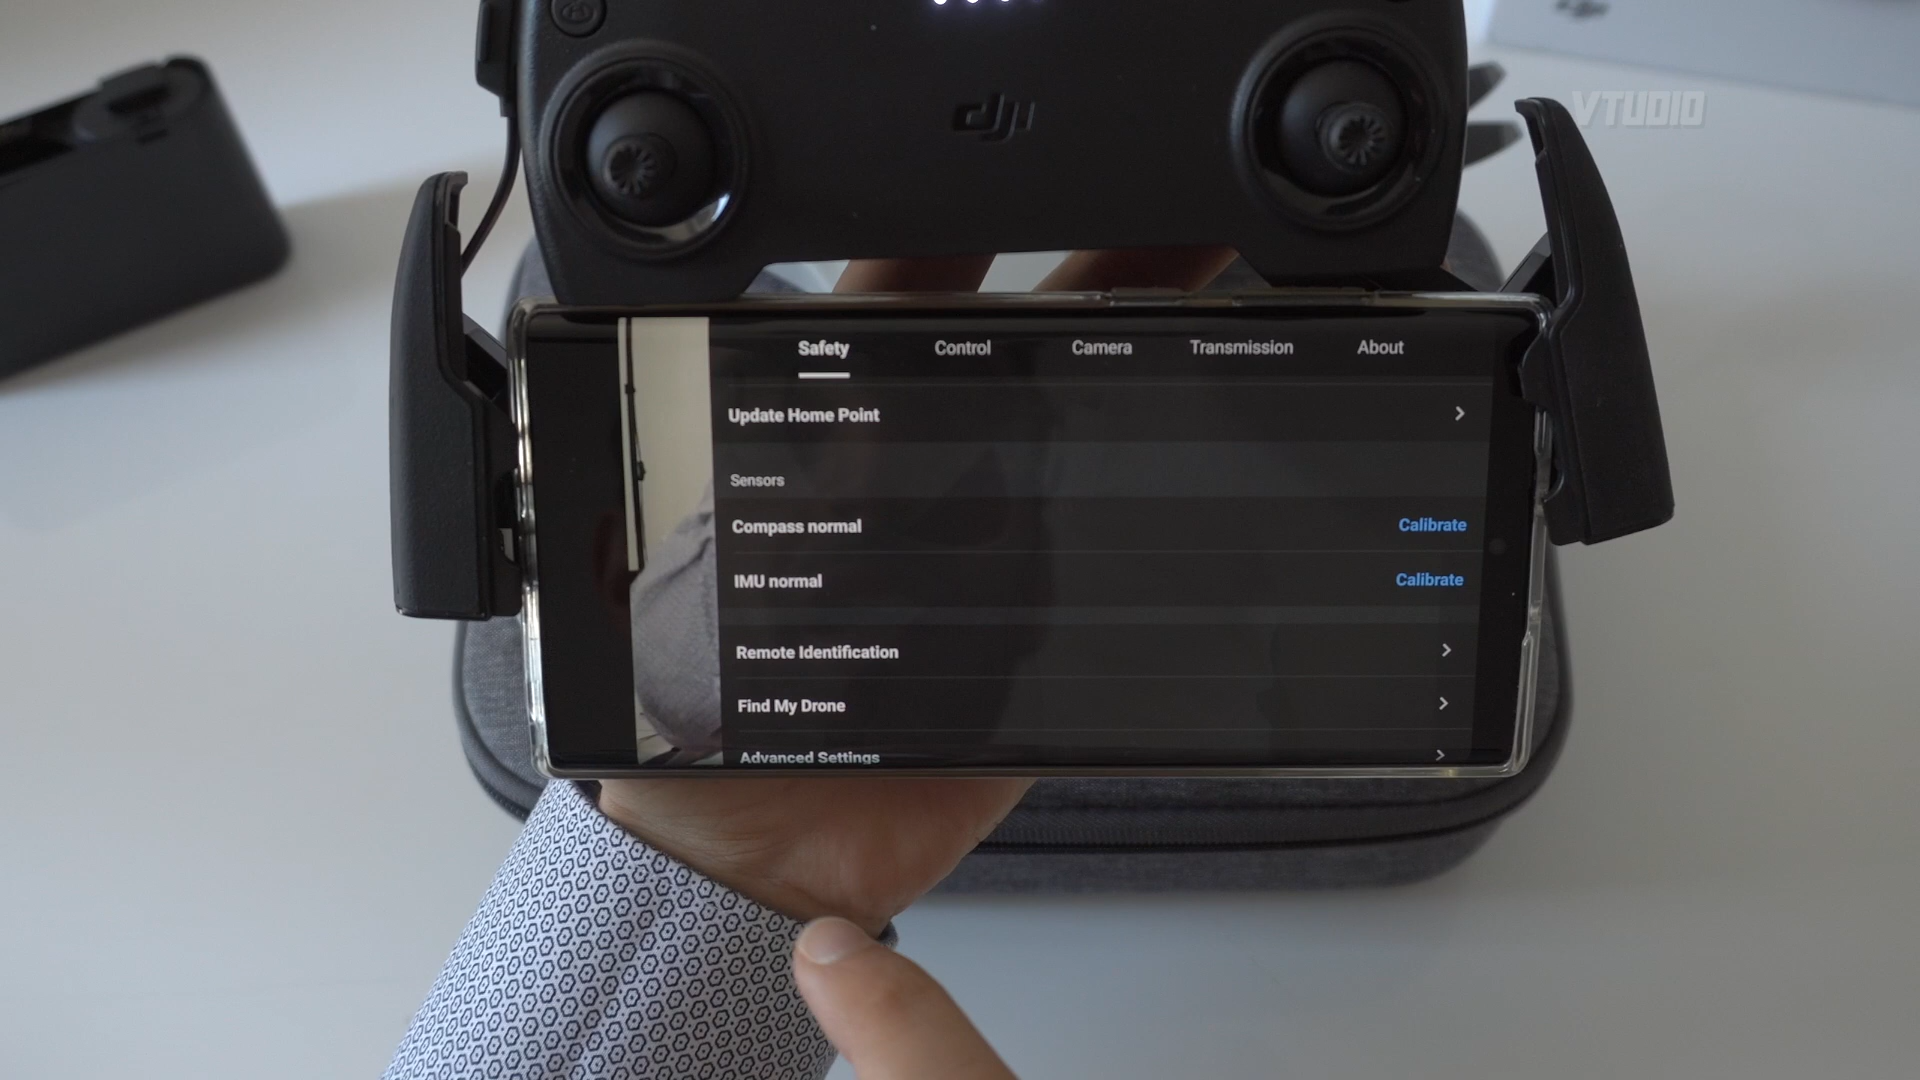 dji
VTUDIO
Safety Control Camera Transmission About
Update Home Point
Sensors
Compass normal Calibrate
IMU normal Calibrate
Remote Identification
Find My Drone
Advanced Settings